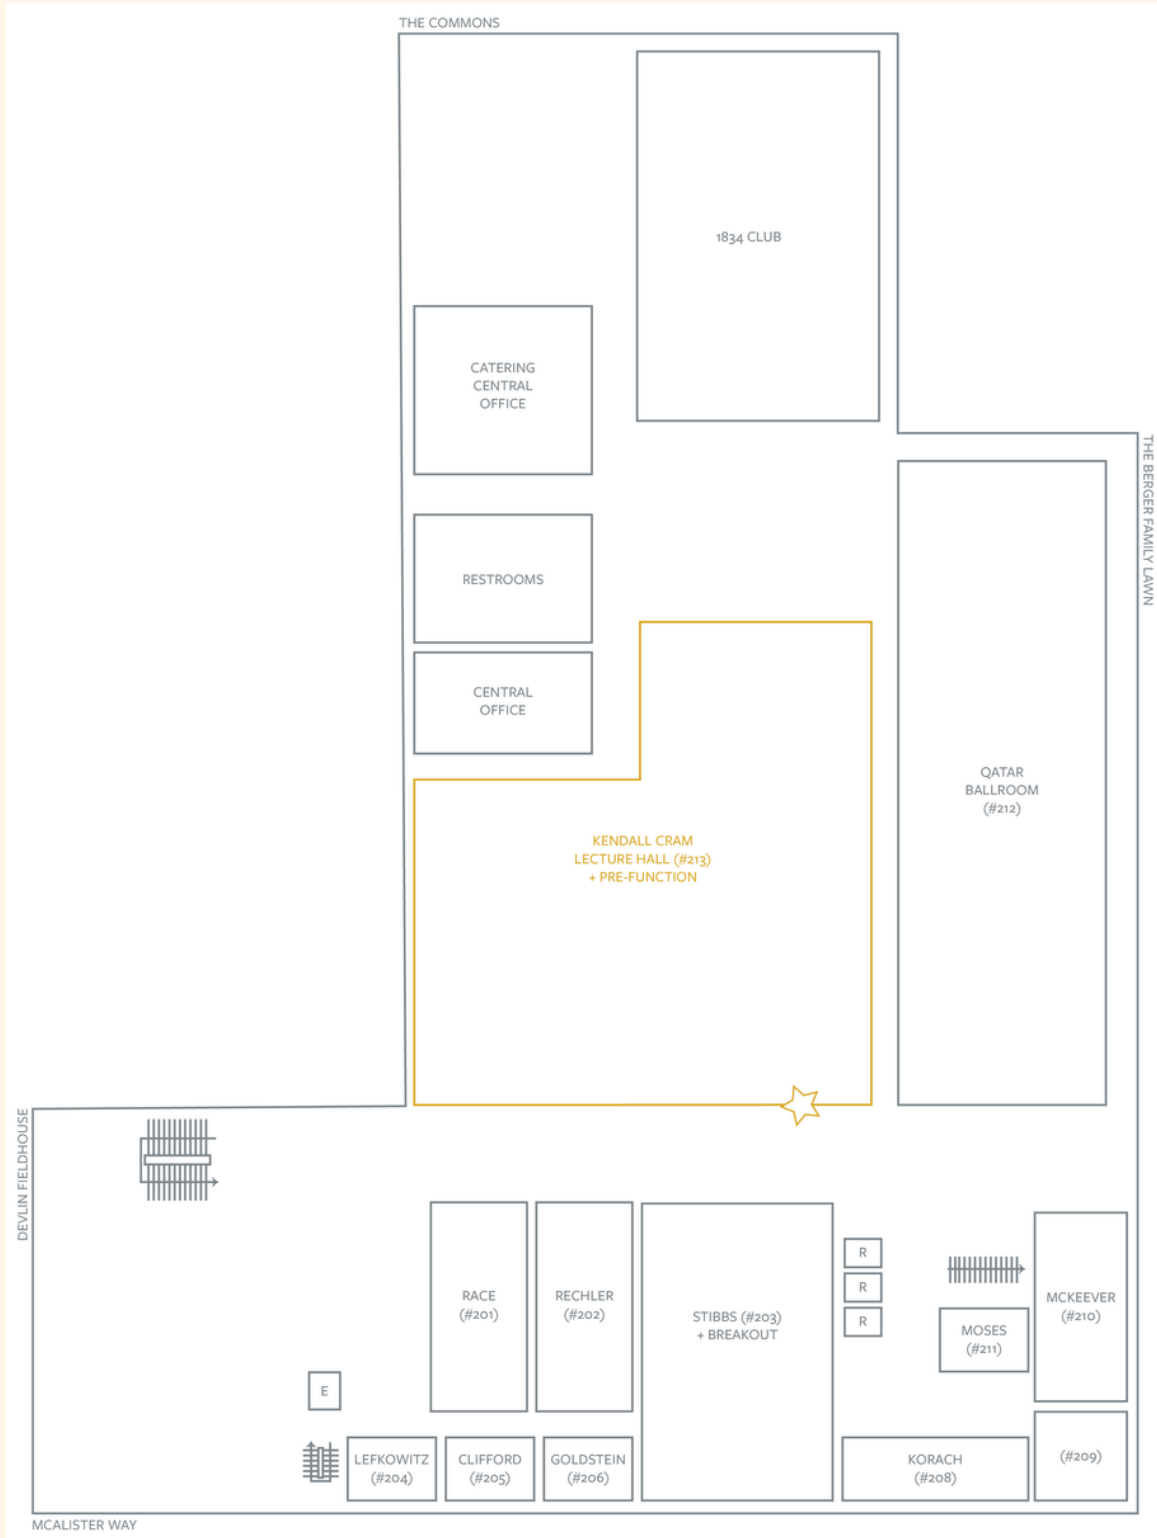 THE COMMONS
1834 CLUB
CATERING
CENTRAL
OFFICE
THE BERGER FAMILY LAWN
RESTROOMS
CENTRAL
OFFICE
QATAR
BALLROOM
(#212)
KENDALL CRAM
LECTURE HALL (#213)
+ PRE-FUNCTION
DEVLIN FIELDHOUSE
RACE
(#201)
RECHLER
(#202)
STIBBS (#203)
+ BREAKOUT
R
R
R
MCKEEVER
(#210)
MOSES
(#211)
E
LEFKOWITZ
(#204)
CLIFFORD
(#205)
GOLDSTEIN
(#206)
KORACH
(#208)
(#209)
MCALISTER WAY